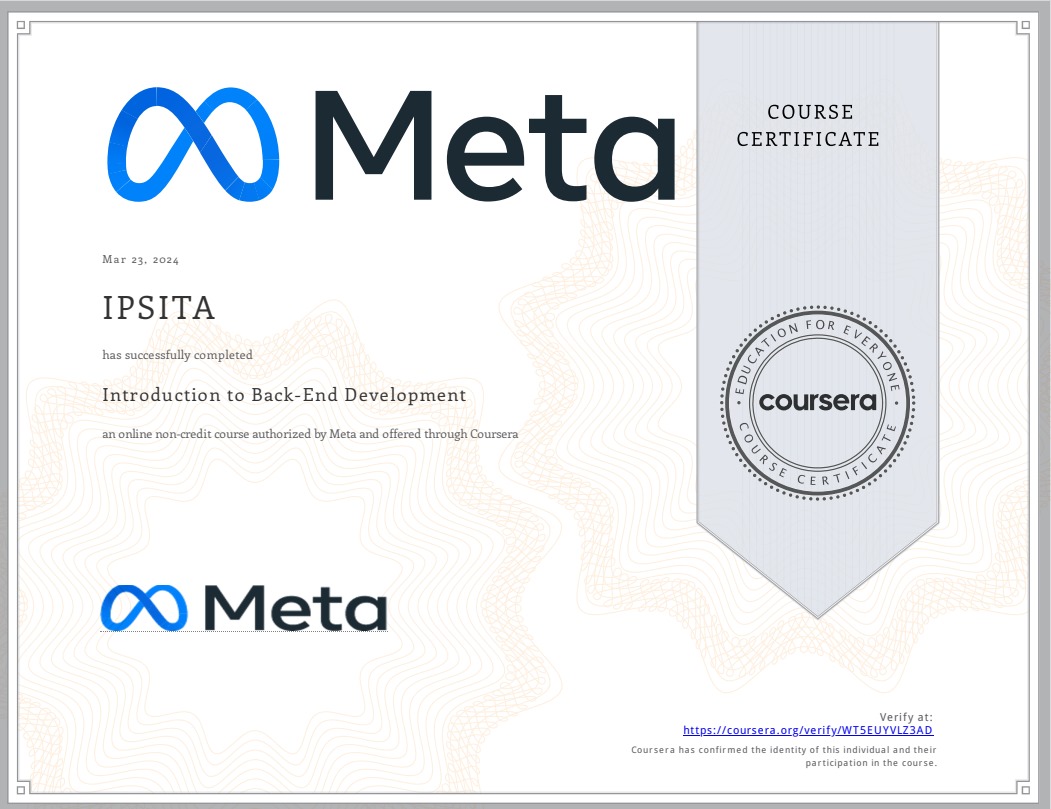 Meta
COURSE
CERTIFICATE
Mar 23, 2024
IPSITA
has successfully completed
Introduction to Back-End Development
an online non-credit course authorized by Meta and offered through Coursera
EDUCATION FOR EVERYONE
coursera
COURSE CERTIFICATE
Meta
Verify at:
https://coursera.org/verify/WT5EUYVLZ3AD
Coursera has confirmed the identity of this individual and their
participation in the course.